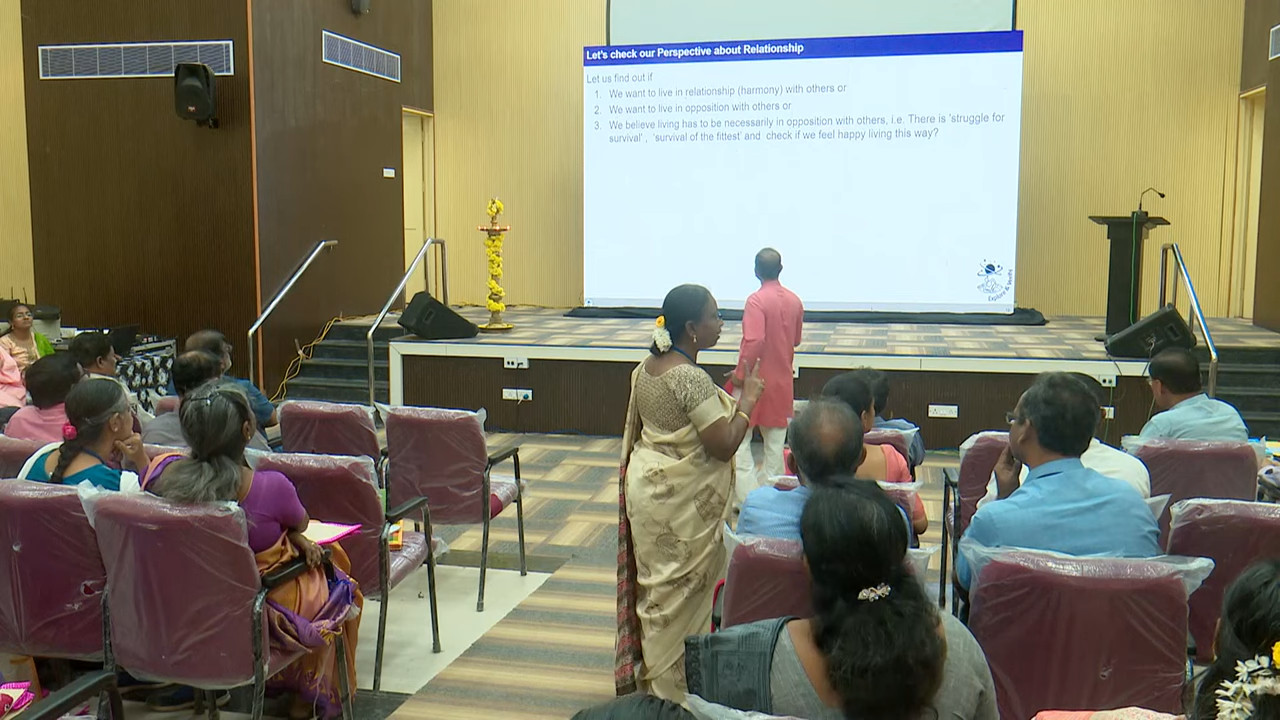 Let's check our Perspective about Relationship
Let us find out if
1. We want to live in relationship (harmony) with others or
2. We want to live in opposition with others or
3. We believe living has to be necessarily in opposition with others, i.e. There is 'struggle for
survival', `survival of the fittest' and check if we feel happy living this way?
Explore & Verify